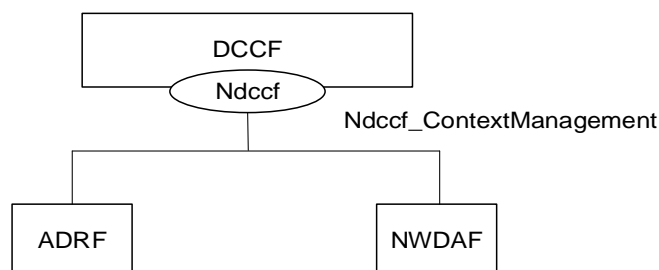 DCCF
Ndccf
Ndccf_ContextManagement
ADRF
NWDAF